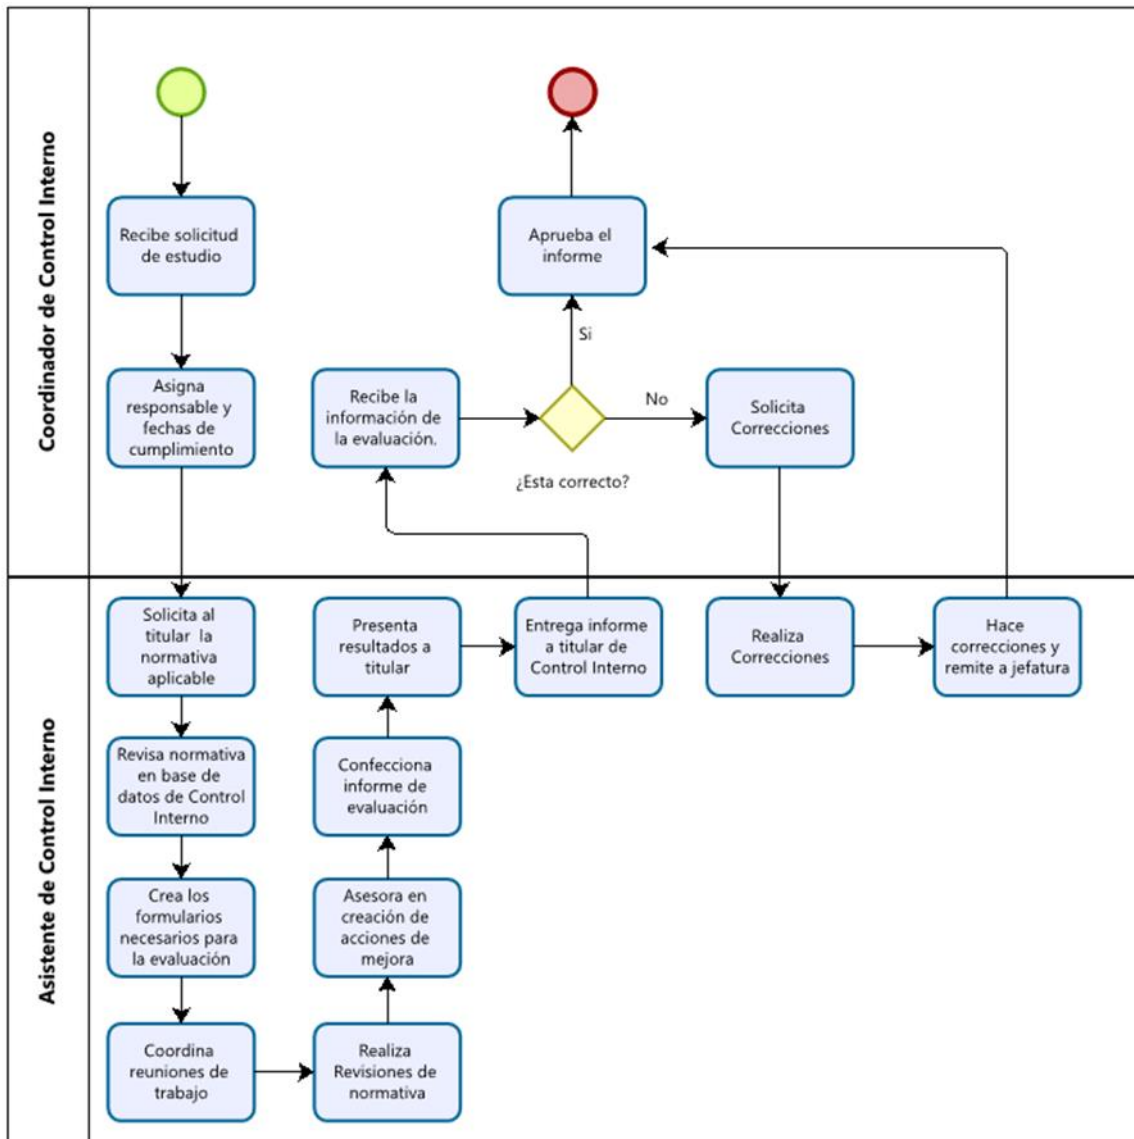 Coordinador de Control Interno
Recibe solicitud
de estudio
Aprueba el
informe
Si
Asigna
responsable y
fechas de
cumplimiento
Recibe la
información de
la evaluación.
No
Solicita
Correcciones
¿Esta correcto?
Asistente de Control Interno
Solicita al
titular la
normativa
aplicable
Presenta
resultados a
titular
Entrega informe
a titular de
Control Interno
Realiza
Correcciones
Hace
correcciones y
remite a jefatura
Revisa normativa
en base de
datos de Control
Interno
Confecciona
informe de
evaluación
Crea los
formularios
necesarios para
la evaluación
Asesora en
creación de
acciones de
mejora
Coordina
reuniones de
trabajo
Realiza
Revisiones de
normativa